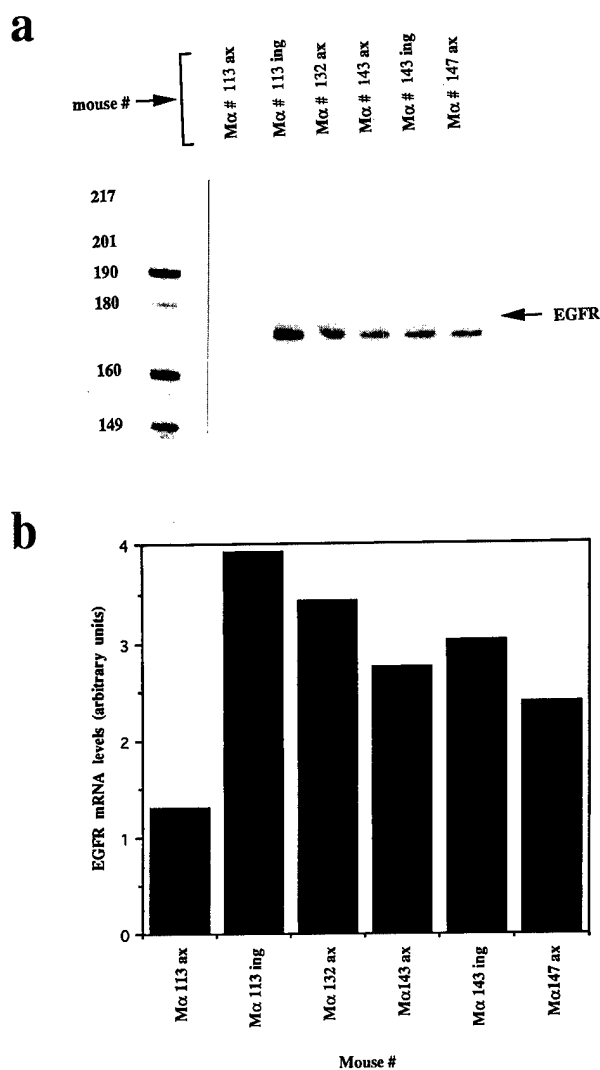 a
mouse #
Mα # 113 ax
Mα # 113 ing
Mα # 132 ax
Mα # 143 ax
Mα # 143 ing
Mα # 147 ax
217
201
190
180
160
149
EGFR
b
EGFR mRNA levels (arbitrary units)
4
3
2
1
0
Mα 113 ax
Mα 113 ing
Mα 132 ax
Mα143 ax
Mα 143 ing
Mα147 ax
Mouse #